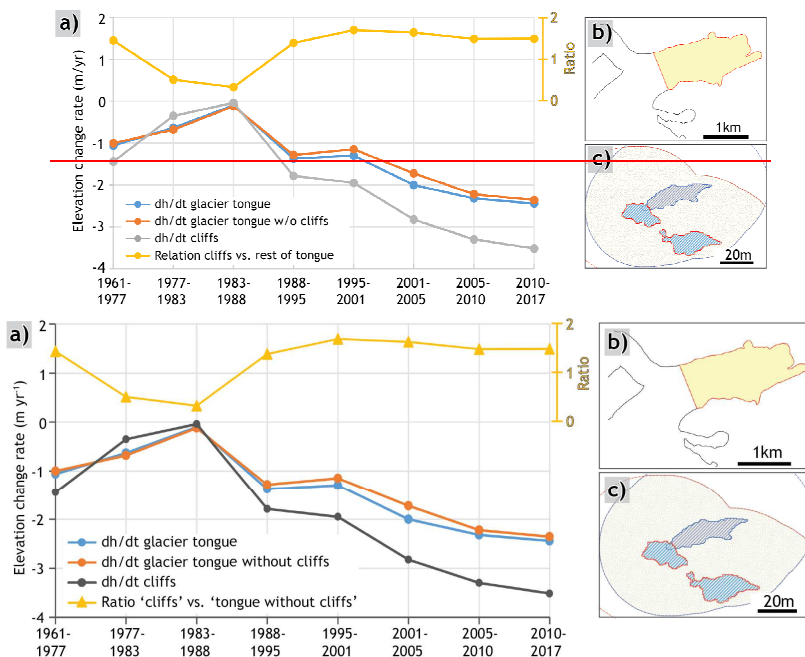 a)
Elevation change rate (m/yr)
2
1
0
-1
-2
-3
-4
2
1
0
Ratio
dh/dt glacier tongue
dh/dt glacier tongue w/o cliffs
dh/dt cliffs
Relation cliffs vs. rest of tongue
1961-
1977
1977-
1983
1983-
1988
1988-
1995
1995-
2001
2001-
2005
2005-
2010
2010-
2017
b)
1km
c)
20m
a)
Elevation change rate (m yr⁻¹)
2
1
0
-1
-2
-3
-4
2
1
0
Ratio
dh/dt glacier tongue
dh/dt glacier tongue without cliffs
dh/dt cliffs
Ratio ‘cliffs’ vs. ‘tongue without cliffs’
1961-
1977
1977-
1983
1983-
1988
1988-
1995
1995-
2001
2001-
2005
2005-
2010
2010-
2017
b)
1km
c)
20m